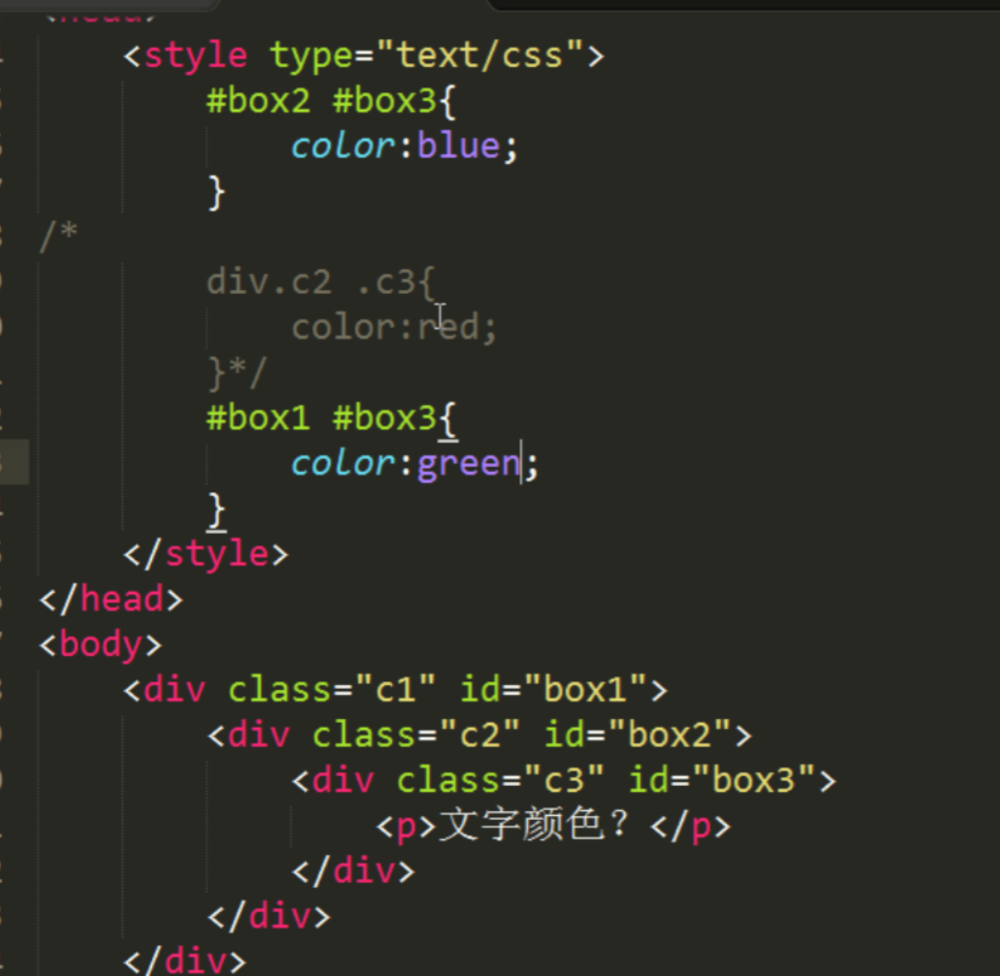 <head>
<style type="text/css">
#box2 #box3{
color:blue;
}
/*
div.c2 .c3{
color:red;
}*/
#box1 #box3{
color:green;
}
</style>
</head>
<body>
<div class="c1" id="box1">
<div class="c2" id="box2">
<div class="c3" id="box3">
<p>文字颜色？</p>
</div>
</div>
</div>